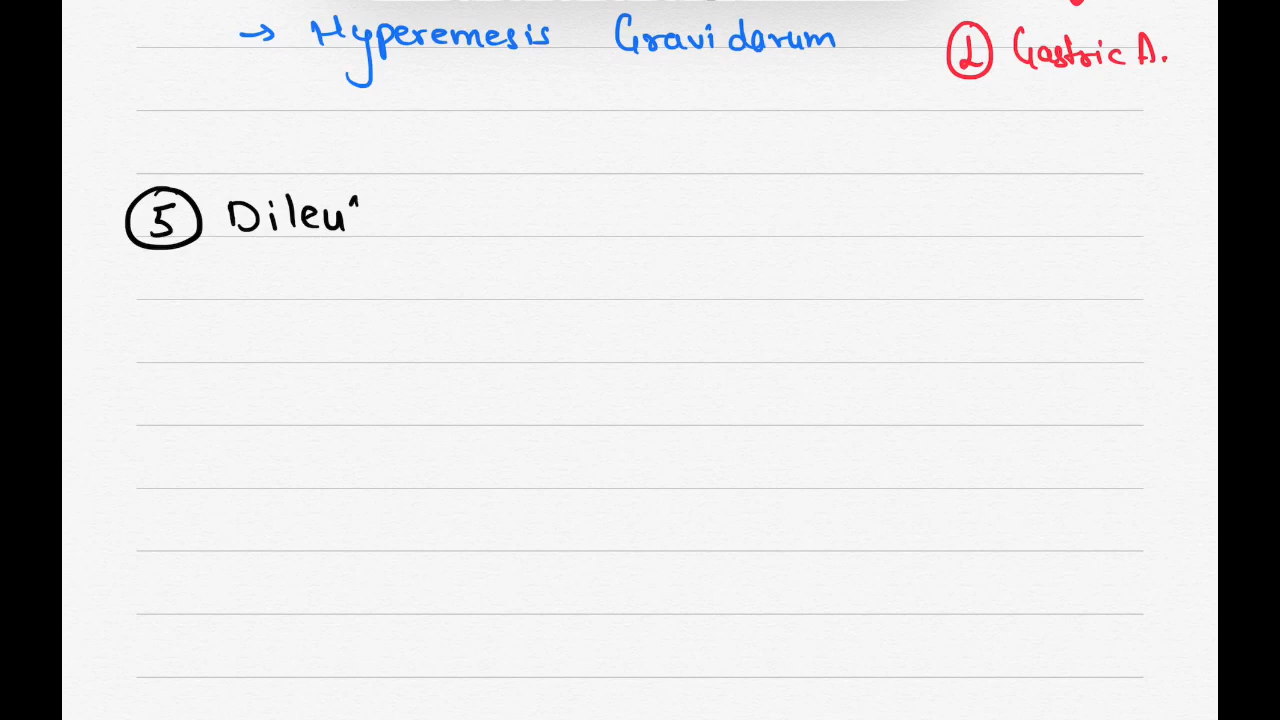 → Hyperemesis Gravidarum
① Gastric A.
⑤ Dileu